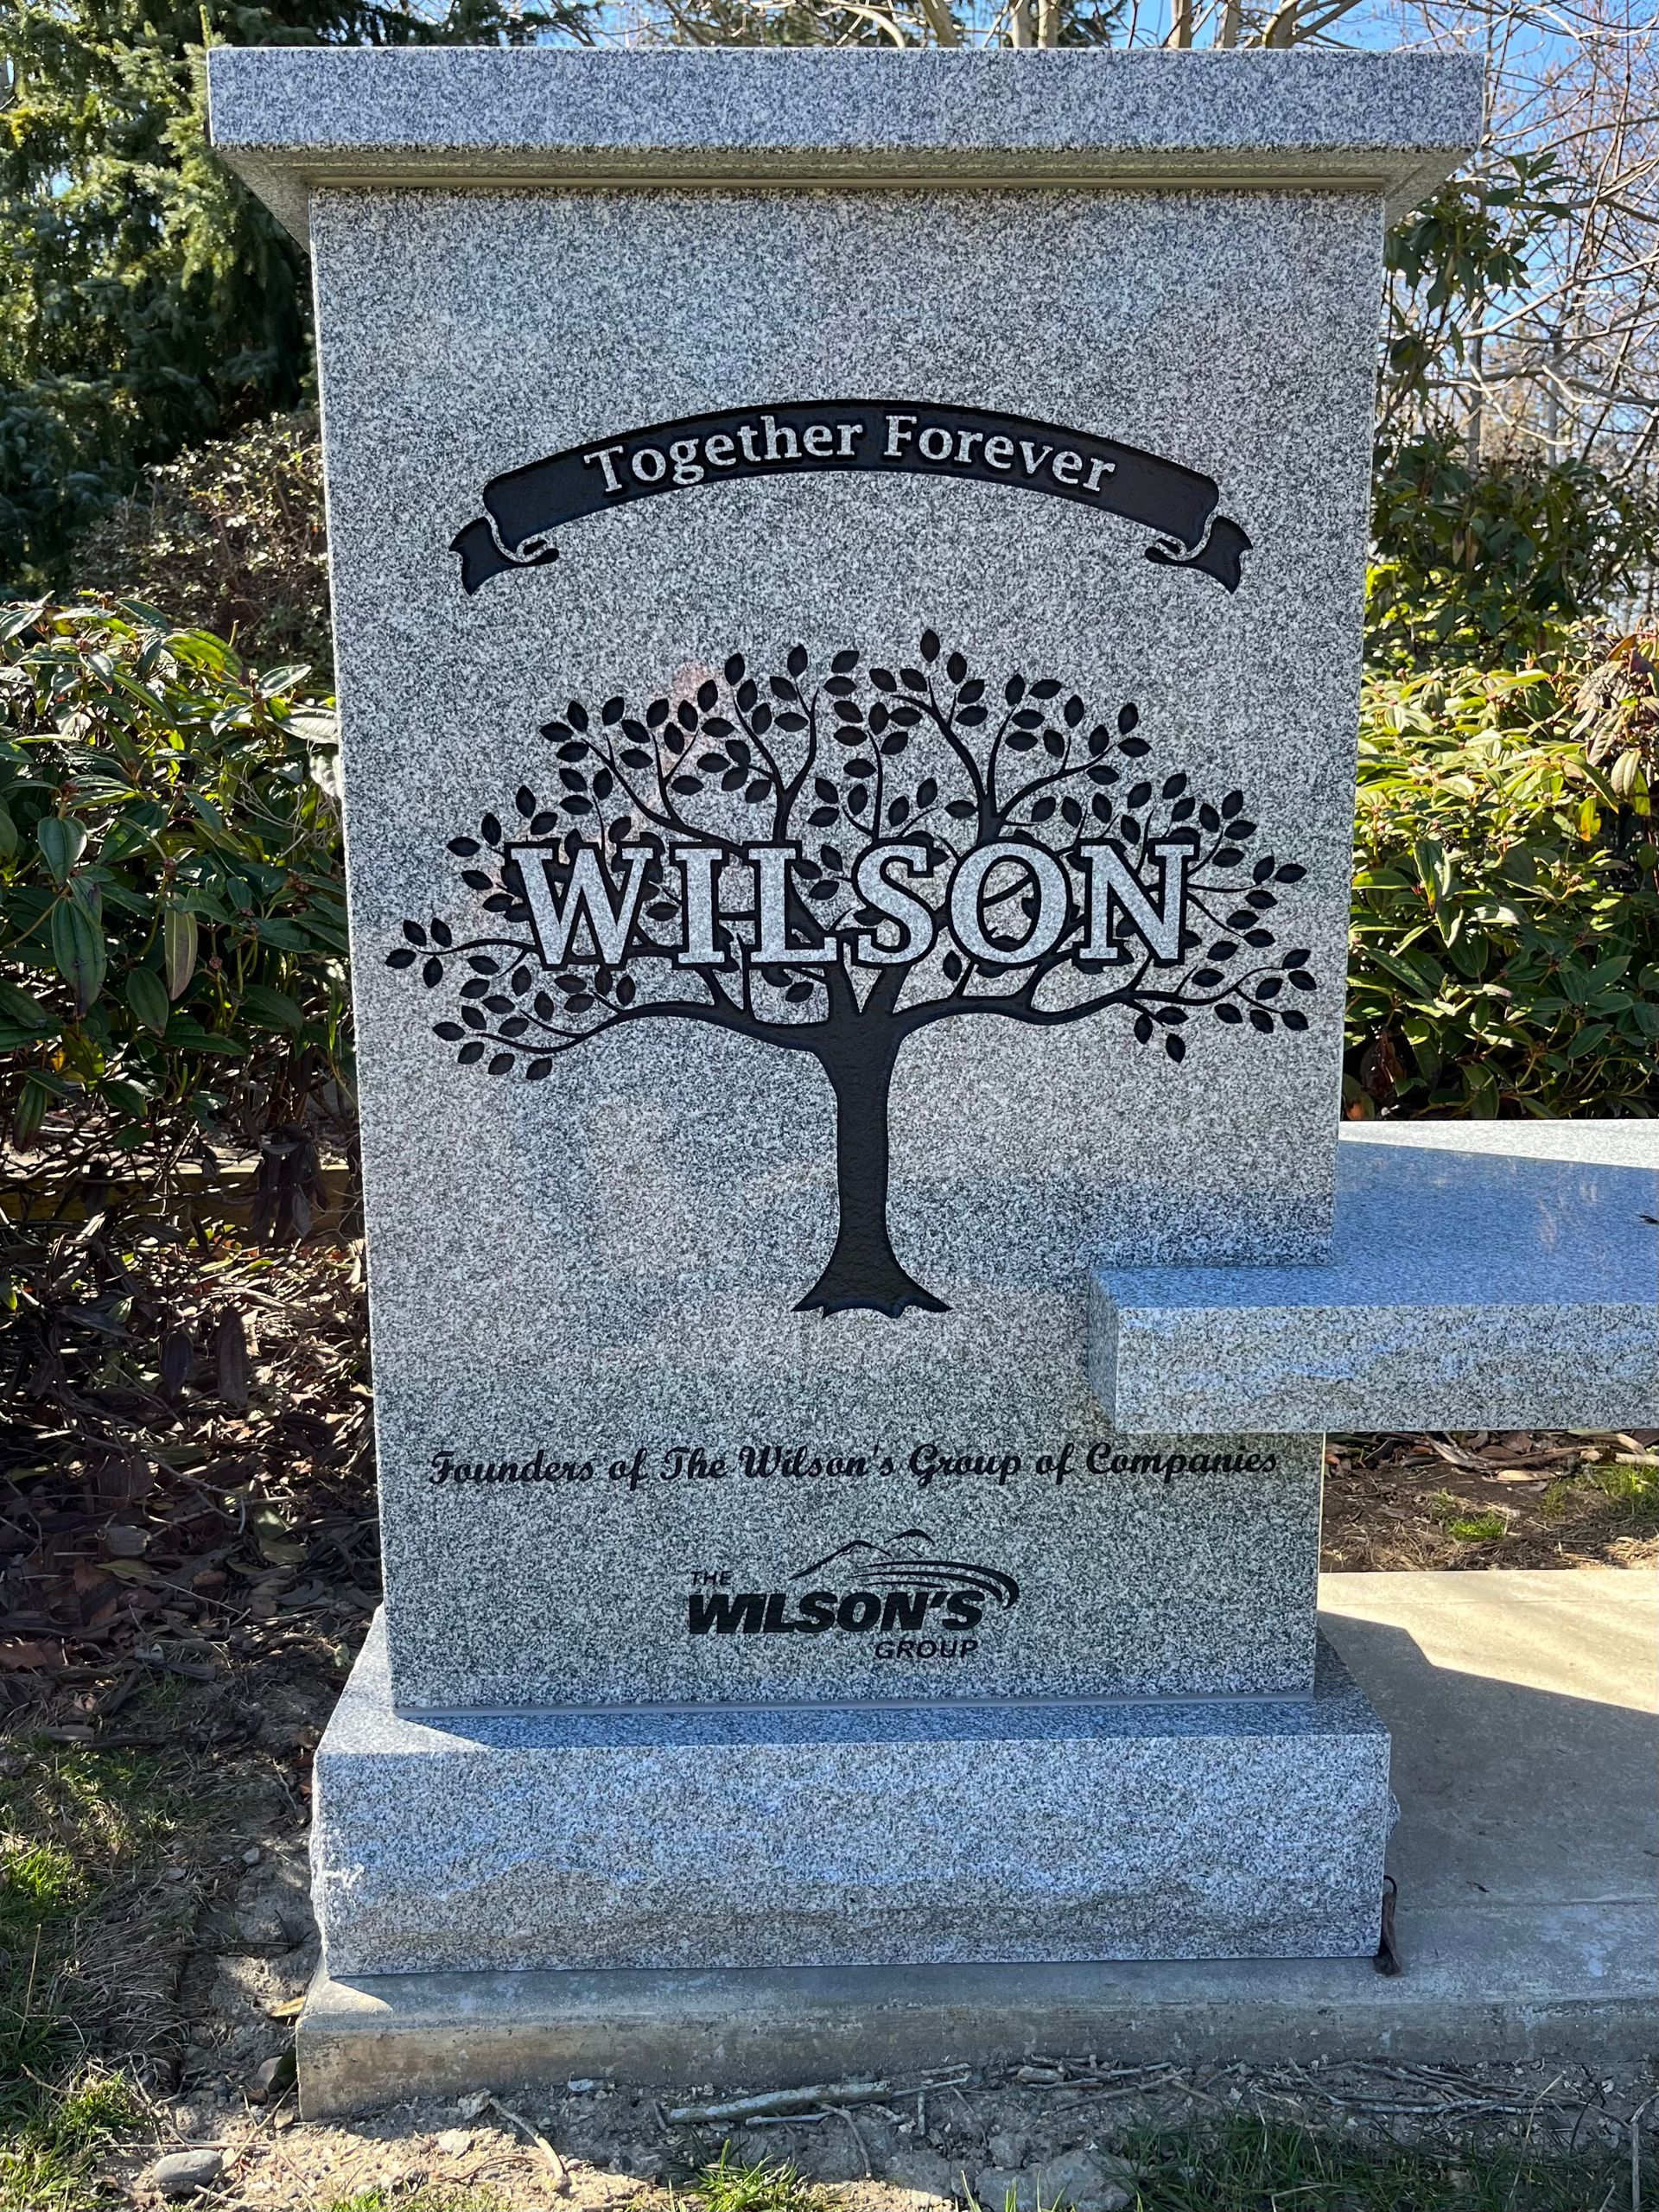 Together Forever
WILSON
Founders of The Wilson's Group of Companies
THE
WILSON'S
GROUP